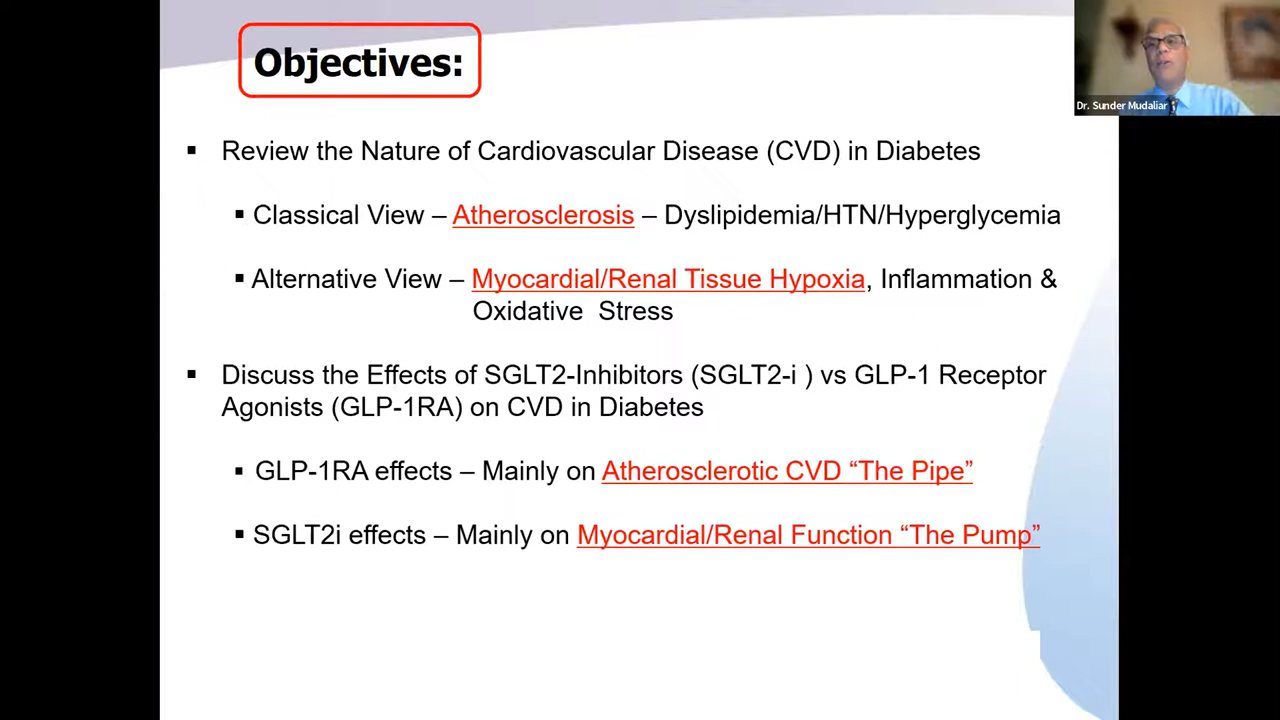 Objectives:
Dr. Sunder Mudaliar
▪ Review the Nature of Cardiovascular Disease (CVD) in Diabetes
▪ Classical View – Atherosclerosis – Dyslipidemia/HTN/Hyperglycemia
▪ Alternative View – Myocardial/Renal Tissue Hypoxia, Inflammation &
Oxidative Stress
▪ Discuss the Effects of SGLT2-Inhibitors (SGLT2-i ) vs GLP-1 Receptor
Agonists (GLP-1RA) on CVD in Diabetes
▪ GLP-1RA effects – Mainly on Atherosclerotic CVD “The Pipe”
▪ SGLT2i effects – Mainly on Myocardial/Renal Function “The Pump”